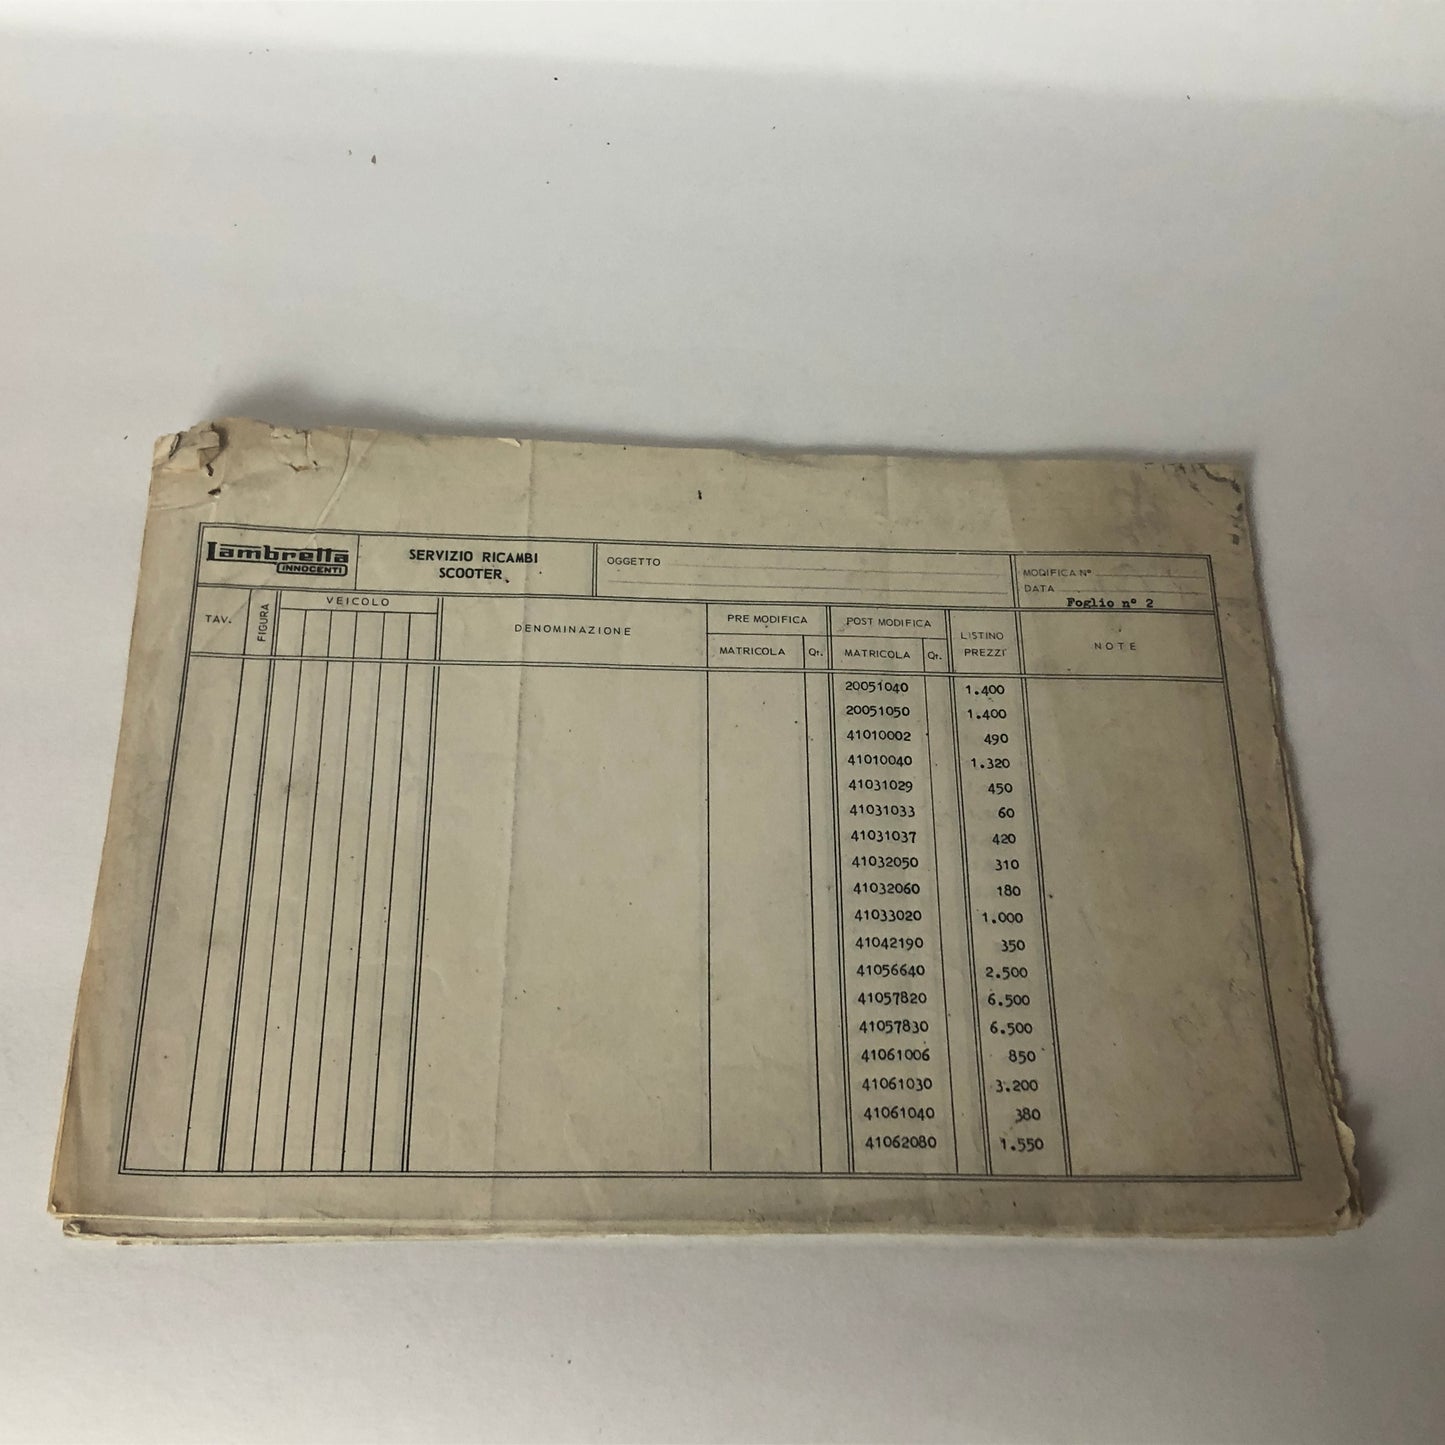 Lambretta
INNOCENTI
SERVIZIO RICAMBI
SCOOTER
OGGETTO
MODIFICA N°
DATA
Foglio n° 2
TAV.
FIGURA
VEICOLO
DENOMINAZIONE
PRE MODIFICA
MATRICOLA Qt.
POST MODIFICA
MATRICOLA Qt.
LISTINO
PREZZI
NOTE
20051040 1.400
20051050 1.400
41010002 490
41010040 1.320
41031029 450
41031033 60
41031037 420
41032050 310
41032060 180
41033020 1.000
41042190 350
41056640 2.500
41057820 6.500
41057830 6.500
41061006 850
41061030 3.200
41061040 380
41062080 1.550